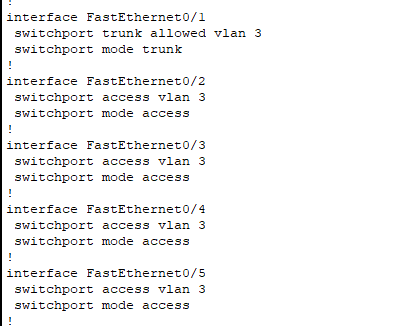 !
interface FastEthernet0/1
 switchport trunk allowed vlan 3
 switchport mode trunk
!
interface FastEthernet0/2
 switchport access vlan 3
 switchport mode access
!
interface FastEthernet0/3
 switchport access vlan 3
 switchport mode access
!
interface FastEthernet0/4
 switchport access vlan 3
 switchport mode access
!
interface FastEthernet0/5
 switchport access vlan 3
 switchport mode access
!